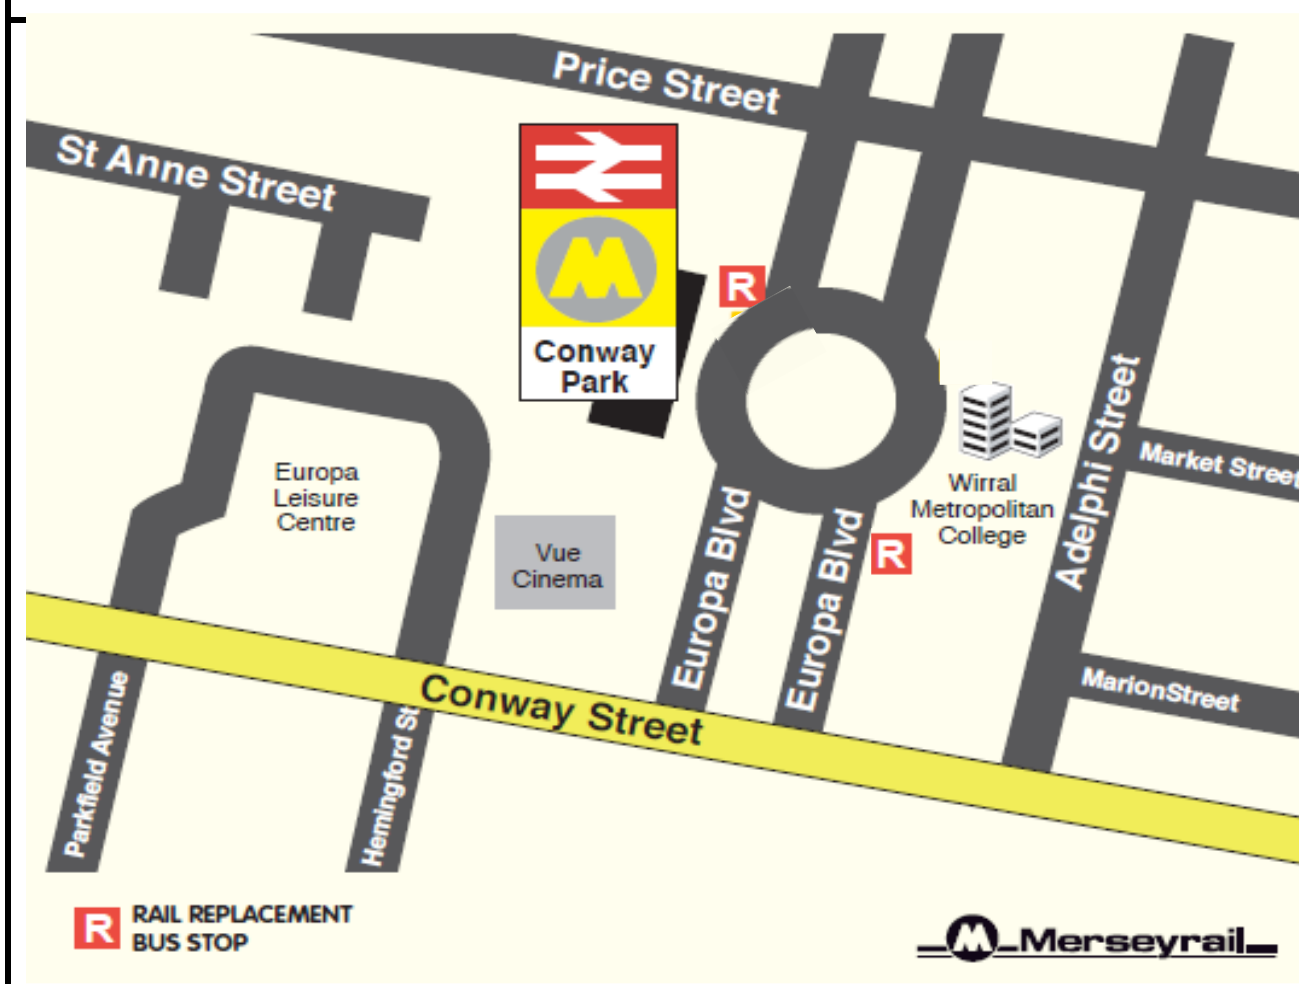 Price Street
St Anne Street
M
Conway
Park
R
Europa
Leisure
Centre
Vue
Cinema
Europa Blvd
Europa Blvd
R
Wirral
Metropolitan
College
Adelphi Street
Market Street
MarionStreet
Conway Street
Parkfield Avenue
Hemingford St
R RAIL REPLACEMENT
BUS STOP
M Merseyrail